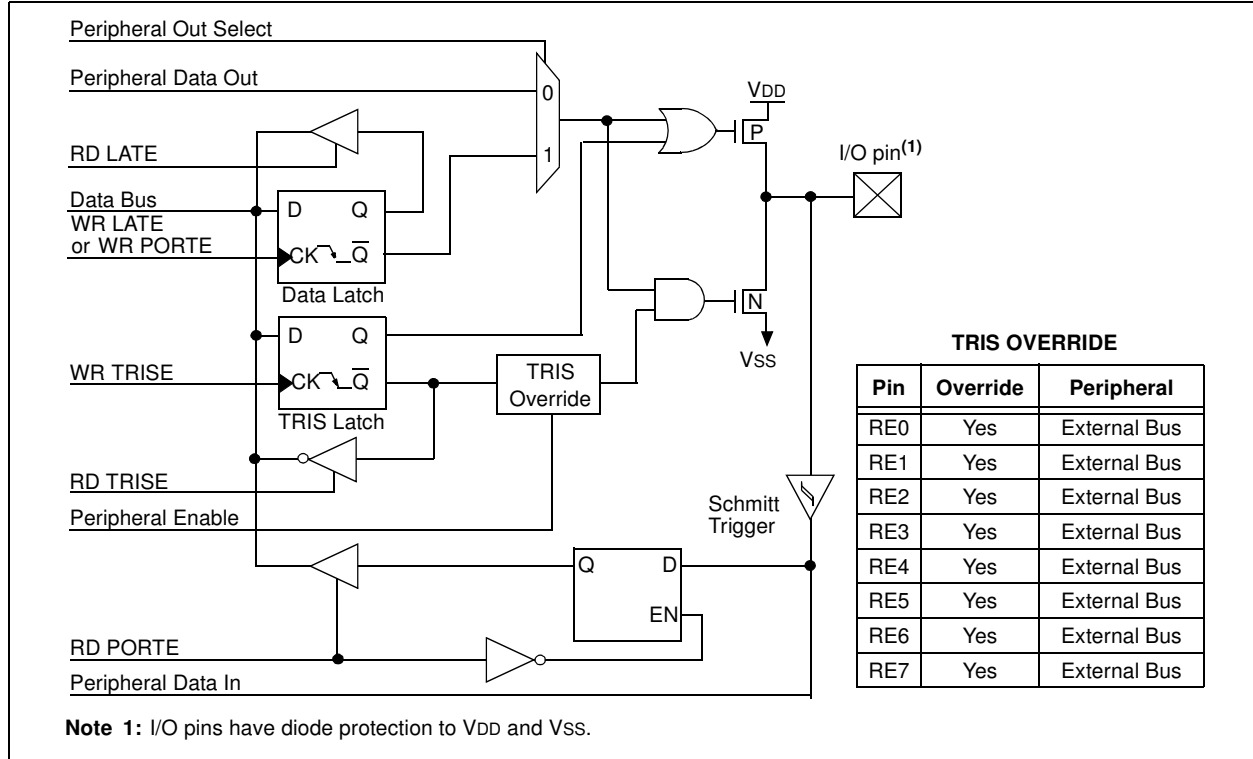 Peripheral Out Select
Peripheral Data Out
0
1
VDD
P
I/O pin(1)
RD LATE
Data Bus
WR LATE
or WR PORTE
D Q
CK Q̅
Data Latch
N
VSS
D Q
CK Q̅
TRIS Latch
WR TRISE
TRIS
Override
RD TRISE
Peripheral Enable
Schmitt
Trigger
Q D
EN
RD PORTE
Peripheral Data In
TRIS OVERRIDE
Pin Override Peripheral
RE0 Yes External Bus
RE1 Yes External Bus
RE2 Yes External Bus
RE3 Yes External Bus
RE4 Yes External Bus
RE5 Yes External Bus
RE6 Yes External Bus
RE7 Yes External Bus
Note 1: I/O pins have diode protection to VDD and VSS.